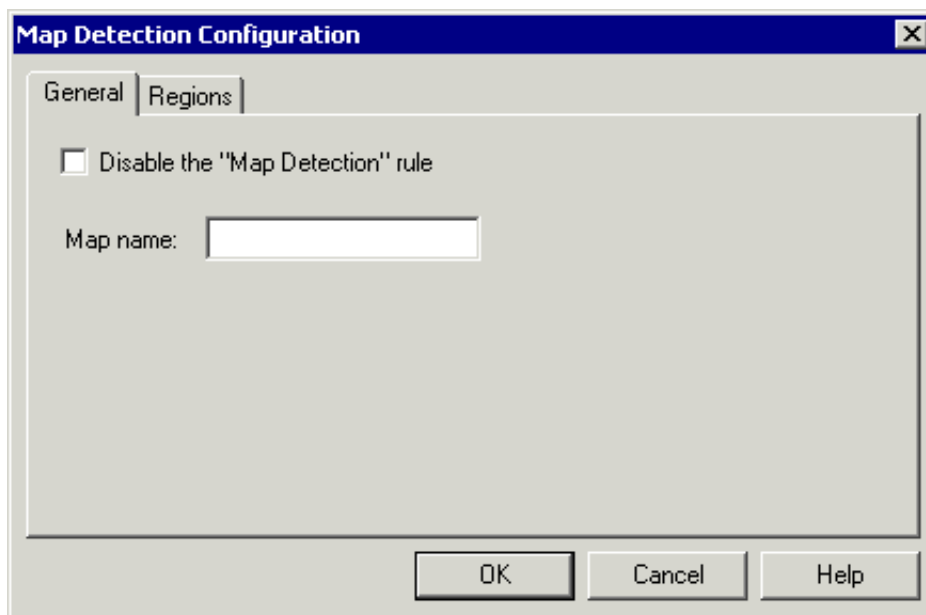 Map Detection Configuration
General Regions
Disable the "Map Detection" rule
Map name:
OK Cancel Help